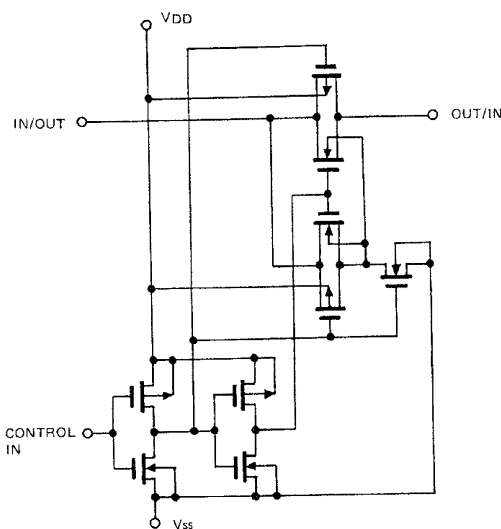 VDD
IN/OUT
OUT/IN
CONTROL
IN
Vss